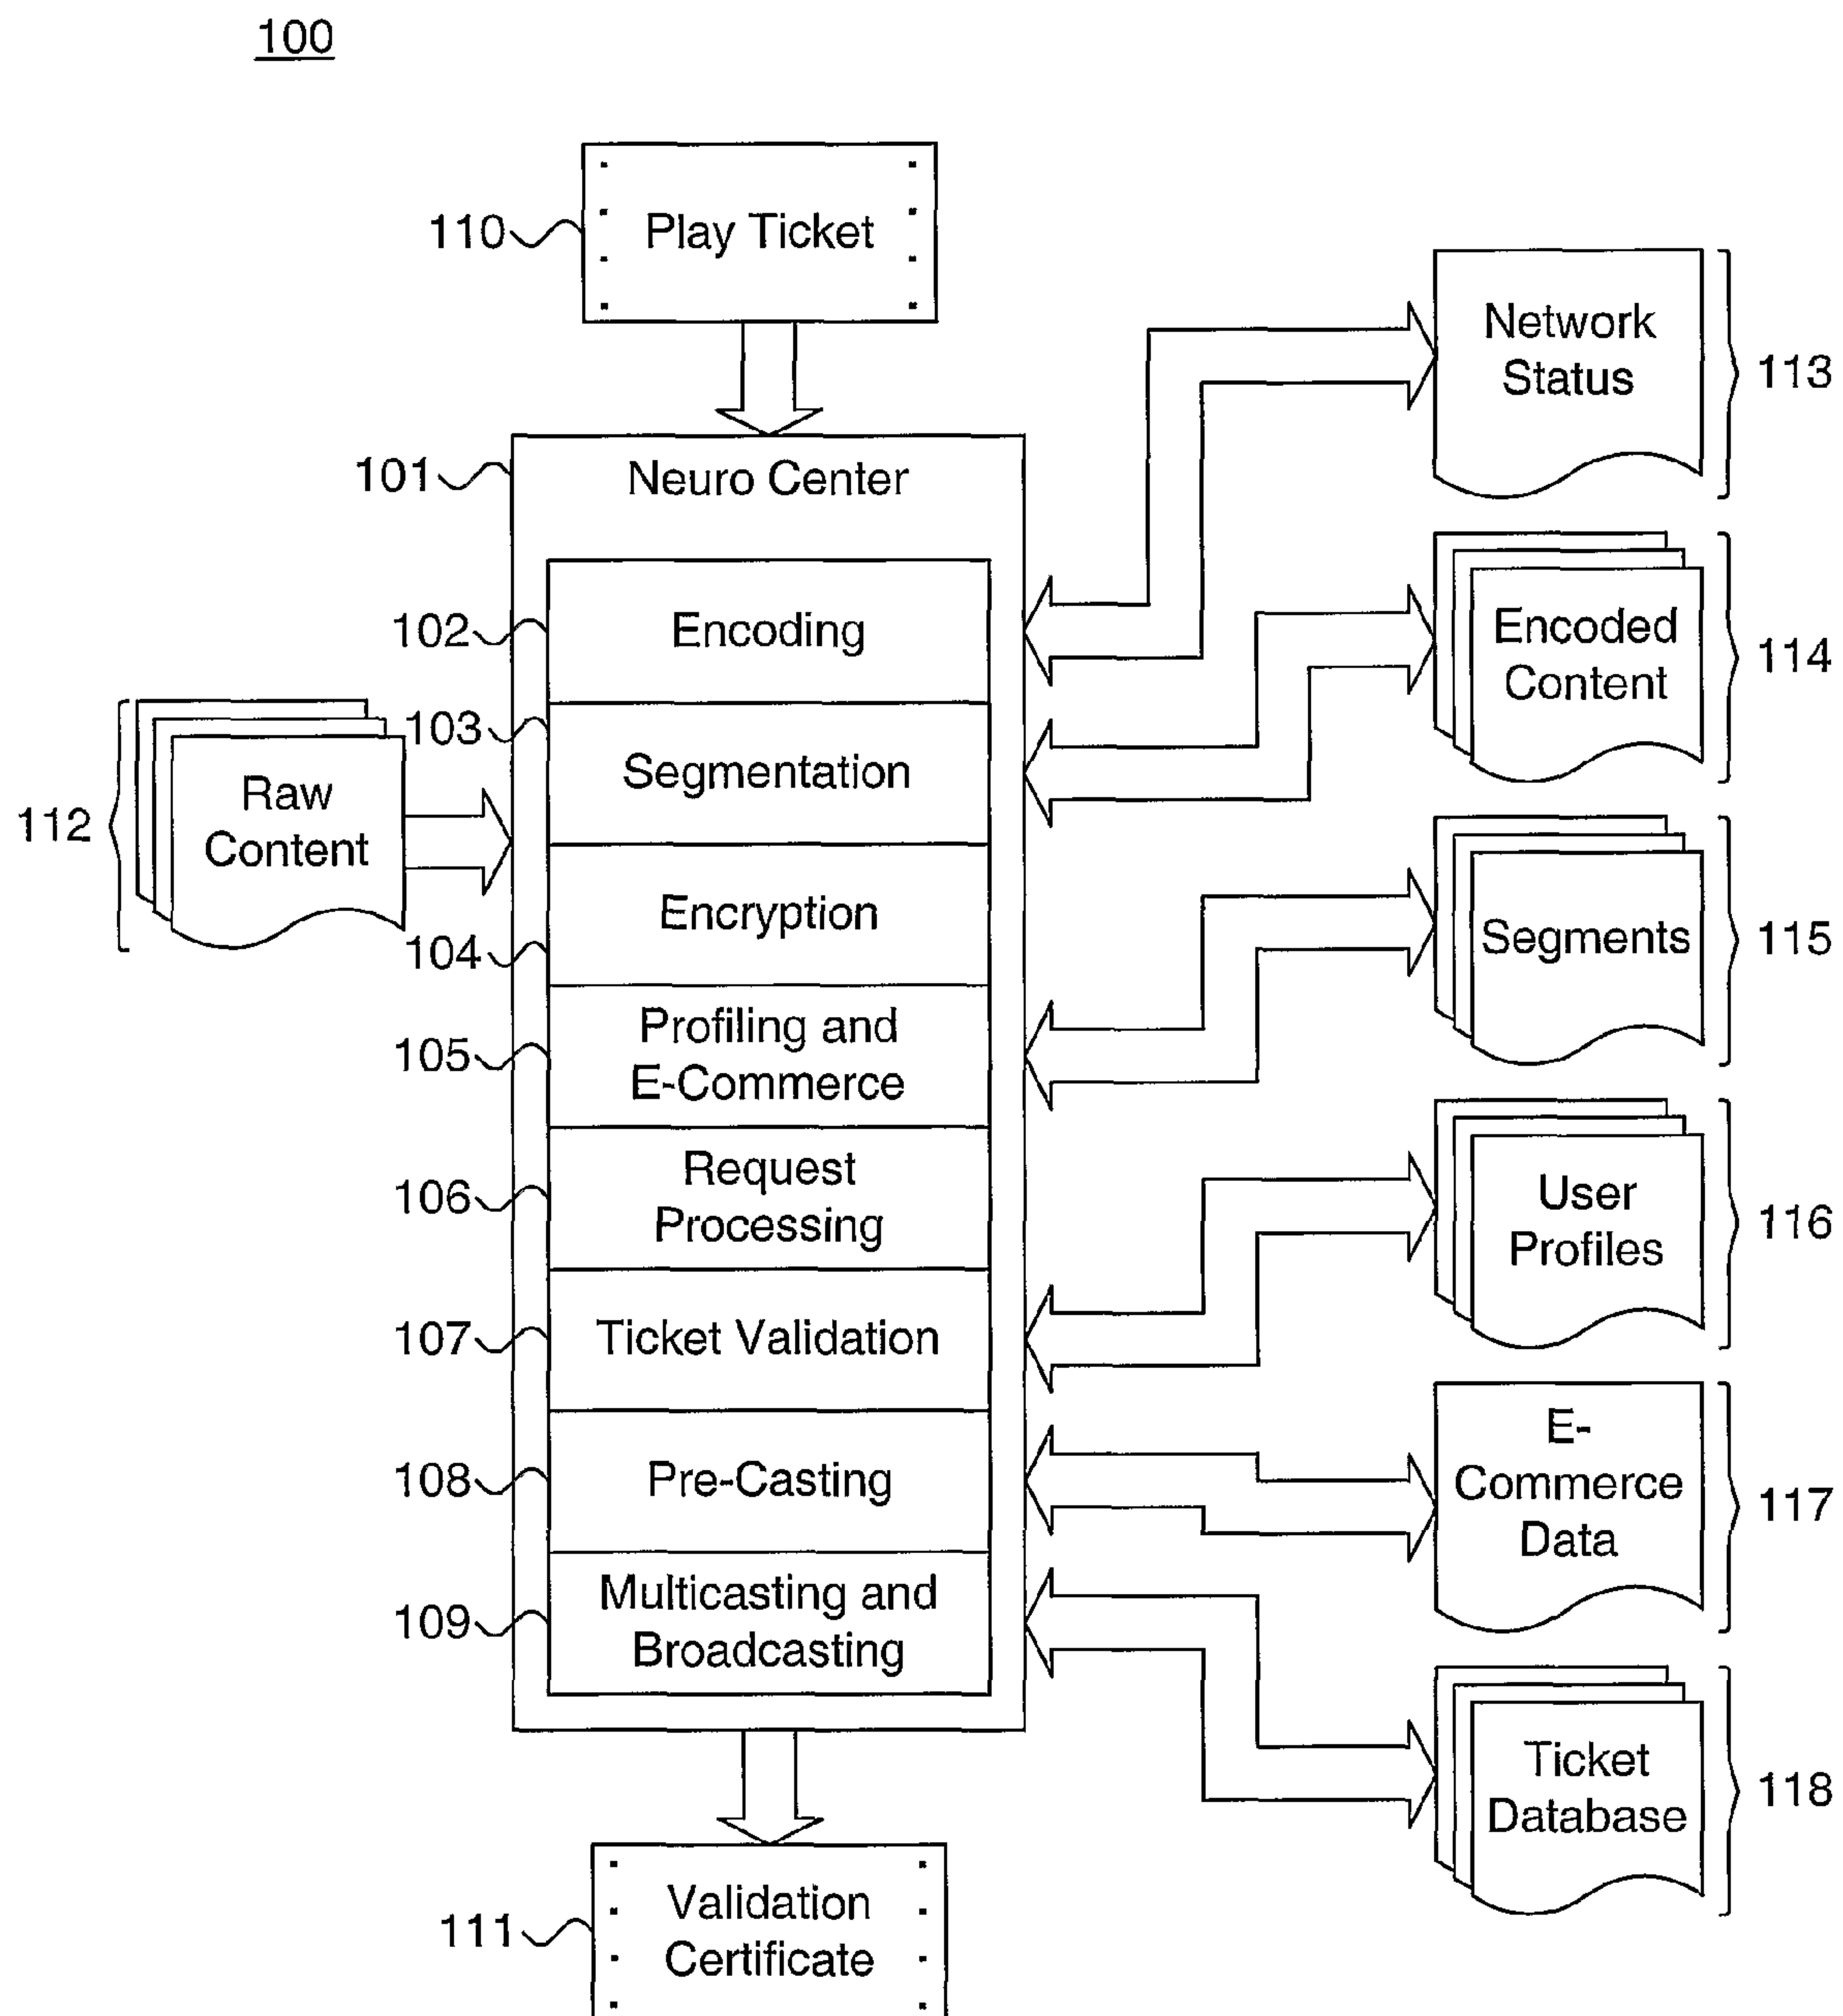 100
110
Play Ticket
Network
Status
113
101
Neuro Center
102
Encoding
Encoded
Content
114
103
Segmentation
112
Raw
Content
104
Encryption
Segments
115
105
Profiling and
E-Commerce
106
Request
Processing
User
Profiles
116
107
Ticket Validation
108
Pre-Casting
E-
Commerce
Data
117
109
Multicasting and
Broadcasting
Ticket
Database
118
111
Validation
Certificate